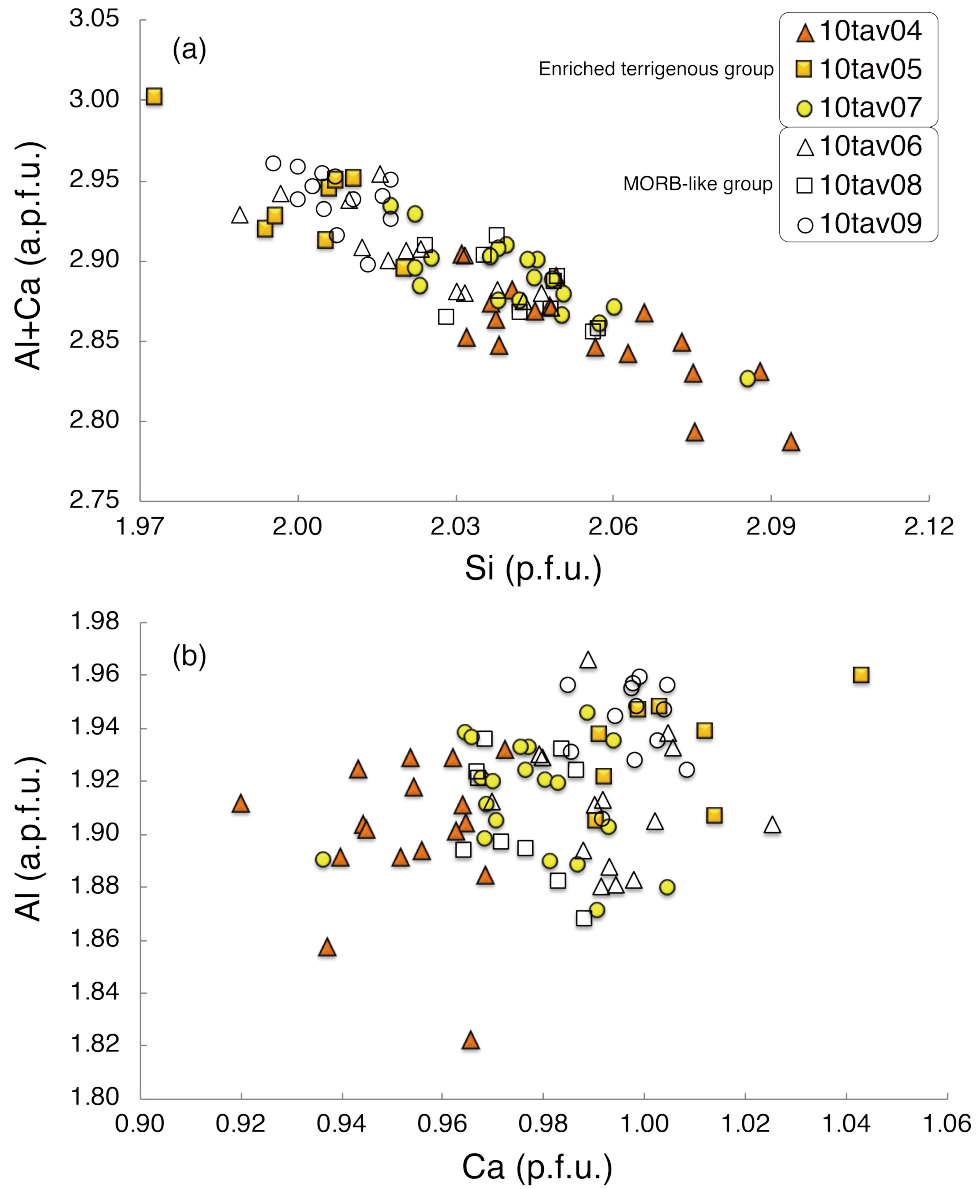 (a)
Al+Ca (a.p.f.u.)
3.05
3.00
2.95
2.90
2.85
2.80
2.75
1.97 2.00 2.03 2.06 2.09 2.12
Si (p.f.u.)
Enriched terrigenous group
10tav04
10tav05
10tav07
MORB-like group
10tav06
10tav08
10tav09
(b)
Al (a.p.f.u.)
1.98
1.96
1.94
1.92
1.90
1.88
1.86
1.84
1.82
1.80
0.90 0.92 0.94 0.96 0.98 1.00 1.02 1.04 1.06
Ca (p.f.u.)